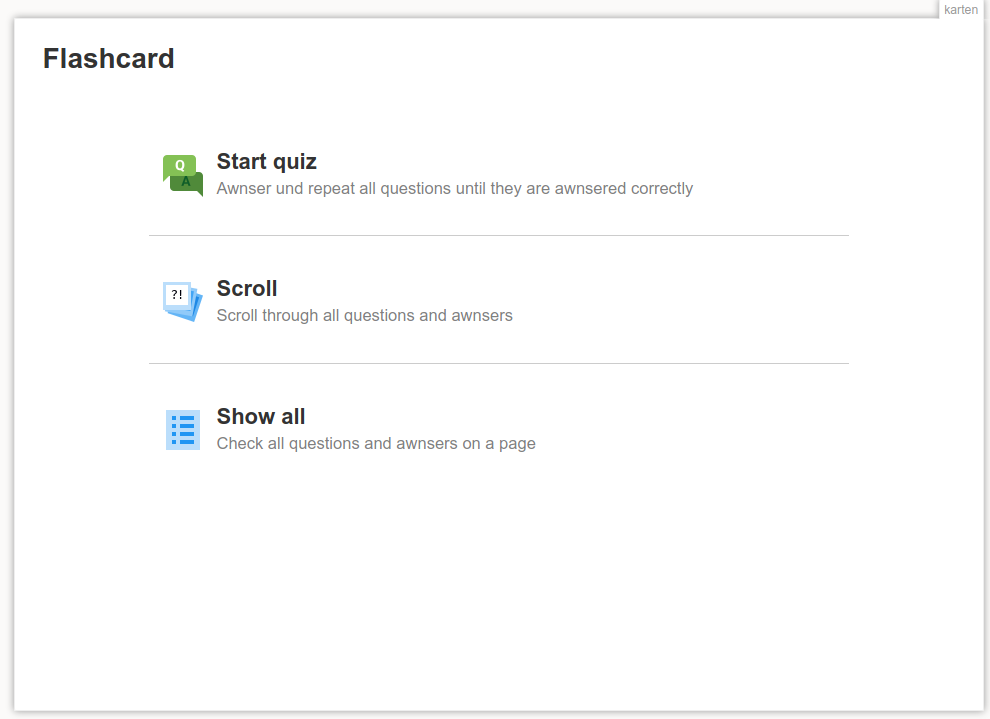 karten
Flashcard
Q
A
Start quiz
Awnser und repeat all questions until they are awnsered correctly
?!
Scroll
Scroll through all questions and awnsers
Show all
Check all questions and awnsers on a page